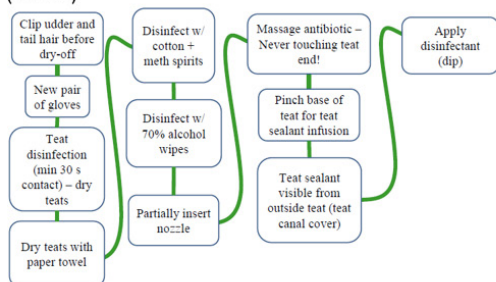 Clip udder and
tail hair before
dry-off
New pair
of gloves
Teat
disinfection
(min 30 s
contact) – dry
teats
Dry teats with
paper towel
Disinfect w/
cotton +
meth spirits
Disinfect w/
70% alcohol
wipes
Partially insert
nozzle
Massage antibiotic –
Never touching teat
end!
Pinch base of
teat for teat
sealant infusion
Teat sealant
visible from
outside teat (teat
canal cover)
Apply
disinfectant
(dip)